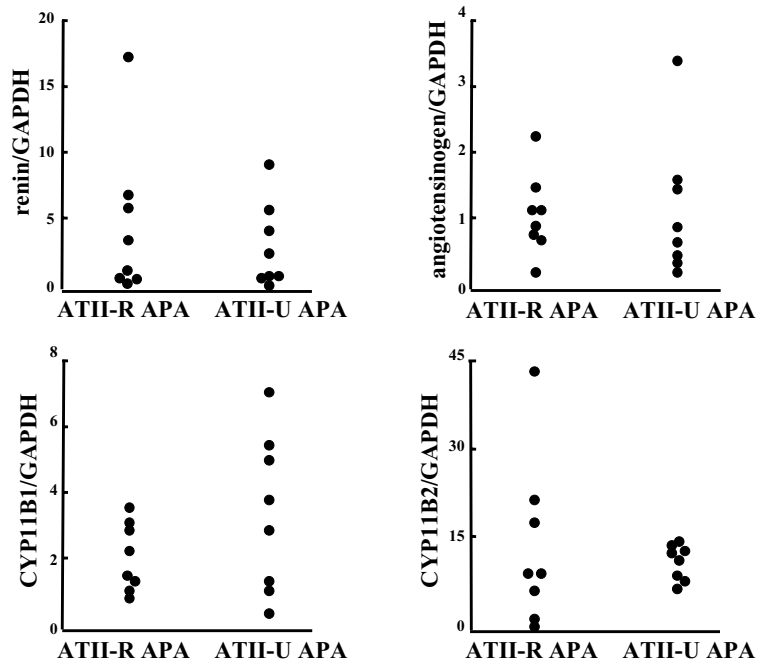 renin/GAPDH
20
15
10
5
0
ATII-R APA ATII-U APA
angiotensinogen/GAPDH
4
3
2
1
0
ATII-R APA ATII-U APA
CYP11B1/GAPDH
8
6
4
2
0
ATII-R APA ATII-U APA
CYP11B2/GAPDH
45
30
15
0
ATII-R APA ATII-U APA